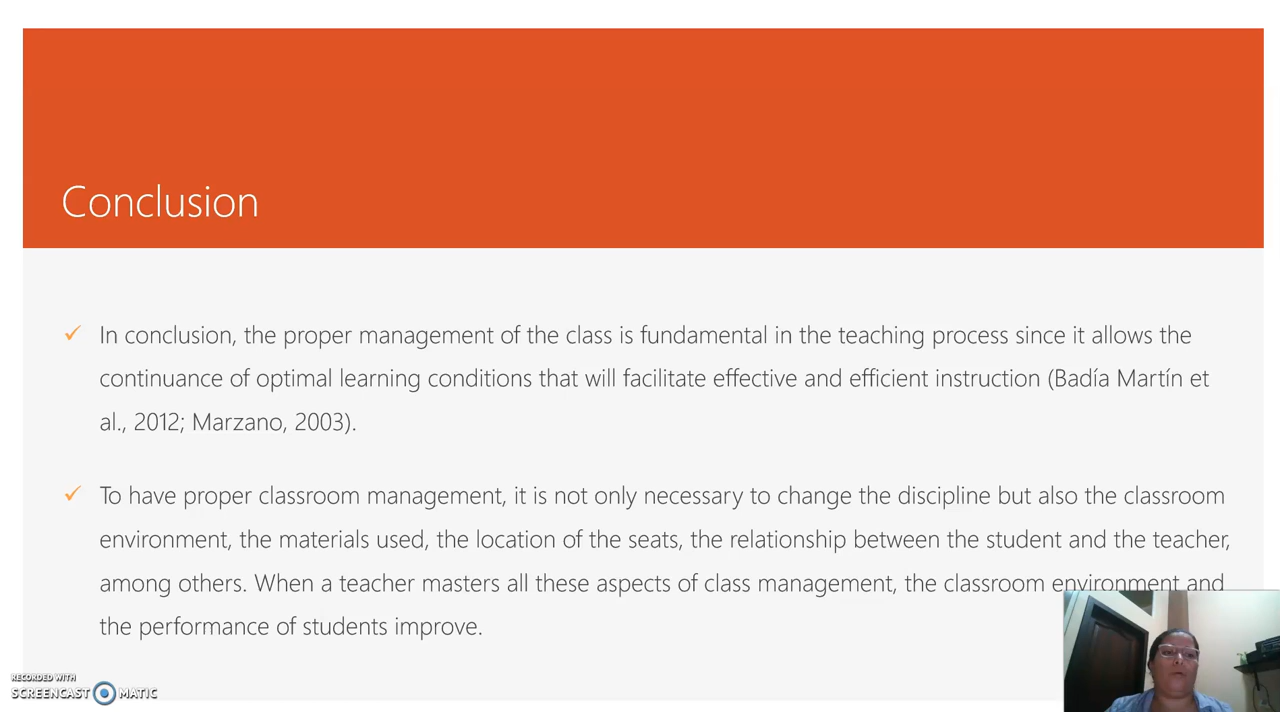 Conclusion
✓ In conclusion, the proper management of the class is fundamental in the teaching process since it allows the
continuance of optimal learning conditions that will facilitate effective and efficient instruction (Badía Martín et
al., 2012; Marzano, 2003).
✓ To have proper classroom management, it is not only necessary to change the discipline but also the classroom
environment, the materials used, the location of the seats, the relationship between the student and the teacher,
among others. When a teacher masters all these aspects of class management, the classroom environment and
the performance of students improve.
RECORDED WITH
SCREENCAST MATIC